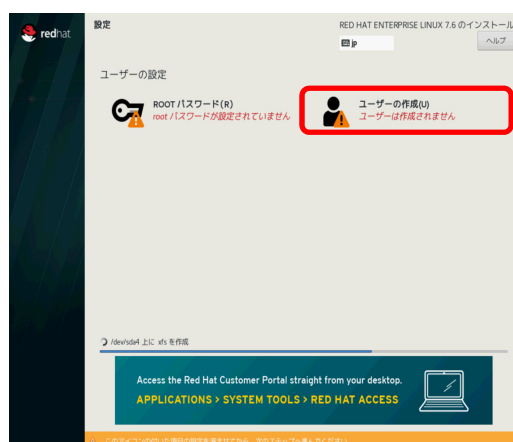 redhat
設定
RED HAT ENTERPRISE LINUX 7.6 のインストール
jp
ヘルプ
ユーザーの設定
ROOT パスワード(R)
root パスワードが設定されていません
ユーザーの作成(U)
ユーザーは作成されません
/dev/sda4 上に xfs を作成
Access the Red Hat Customer Portal straight from your desktop.
APPLICATIONS > SYSTEM TOOLS > RED HAT ACCESS